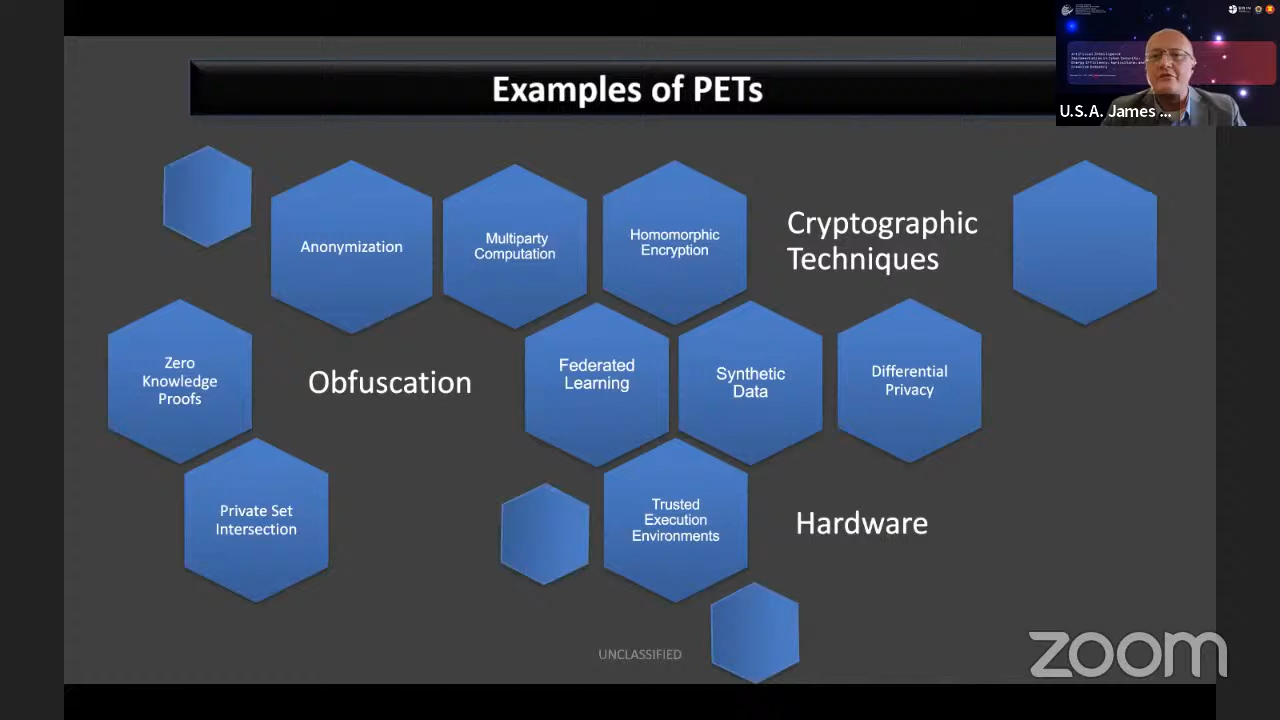 Examples of PETs
U.S.A. James ...
Anonymization
Multiparty
Computation
Homomorphic
Encryption
Cryptographic
Techniques
Zero
Knowledge
Proofs
Obfuscation
Federated
Learning
Synthetic
Data
Differential
Privacy
Private Set
Intersection
Trusted
Execution
Environments
Hardware
UNCLASSIFIED
zoom